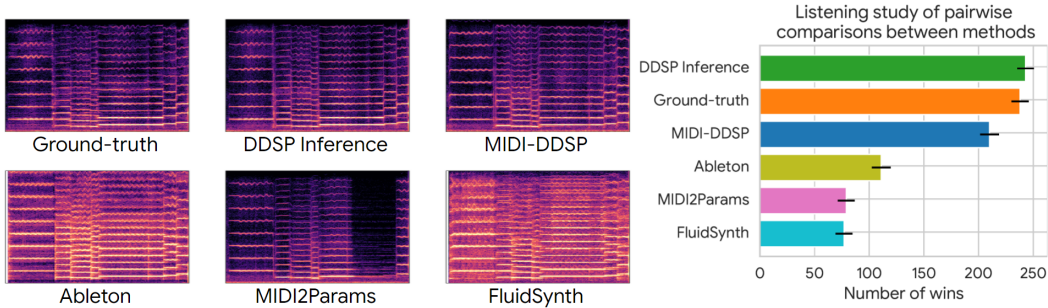 Ground-truth
DDSP Inference
MIDI-DDSP
Ableton
MIDI2Params
FluidSynth
Listening study of pairwise
comparisons between methods
DDSP Inference
Ground-truth
MIDI-DDSP
Ableton
MIDI2Params
FluidSynth
0 50 100 150 200 250
Number of wins